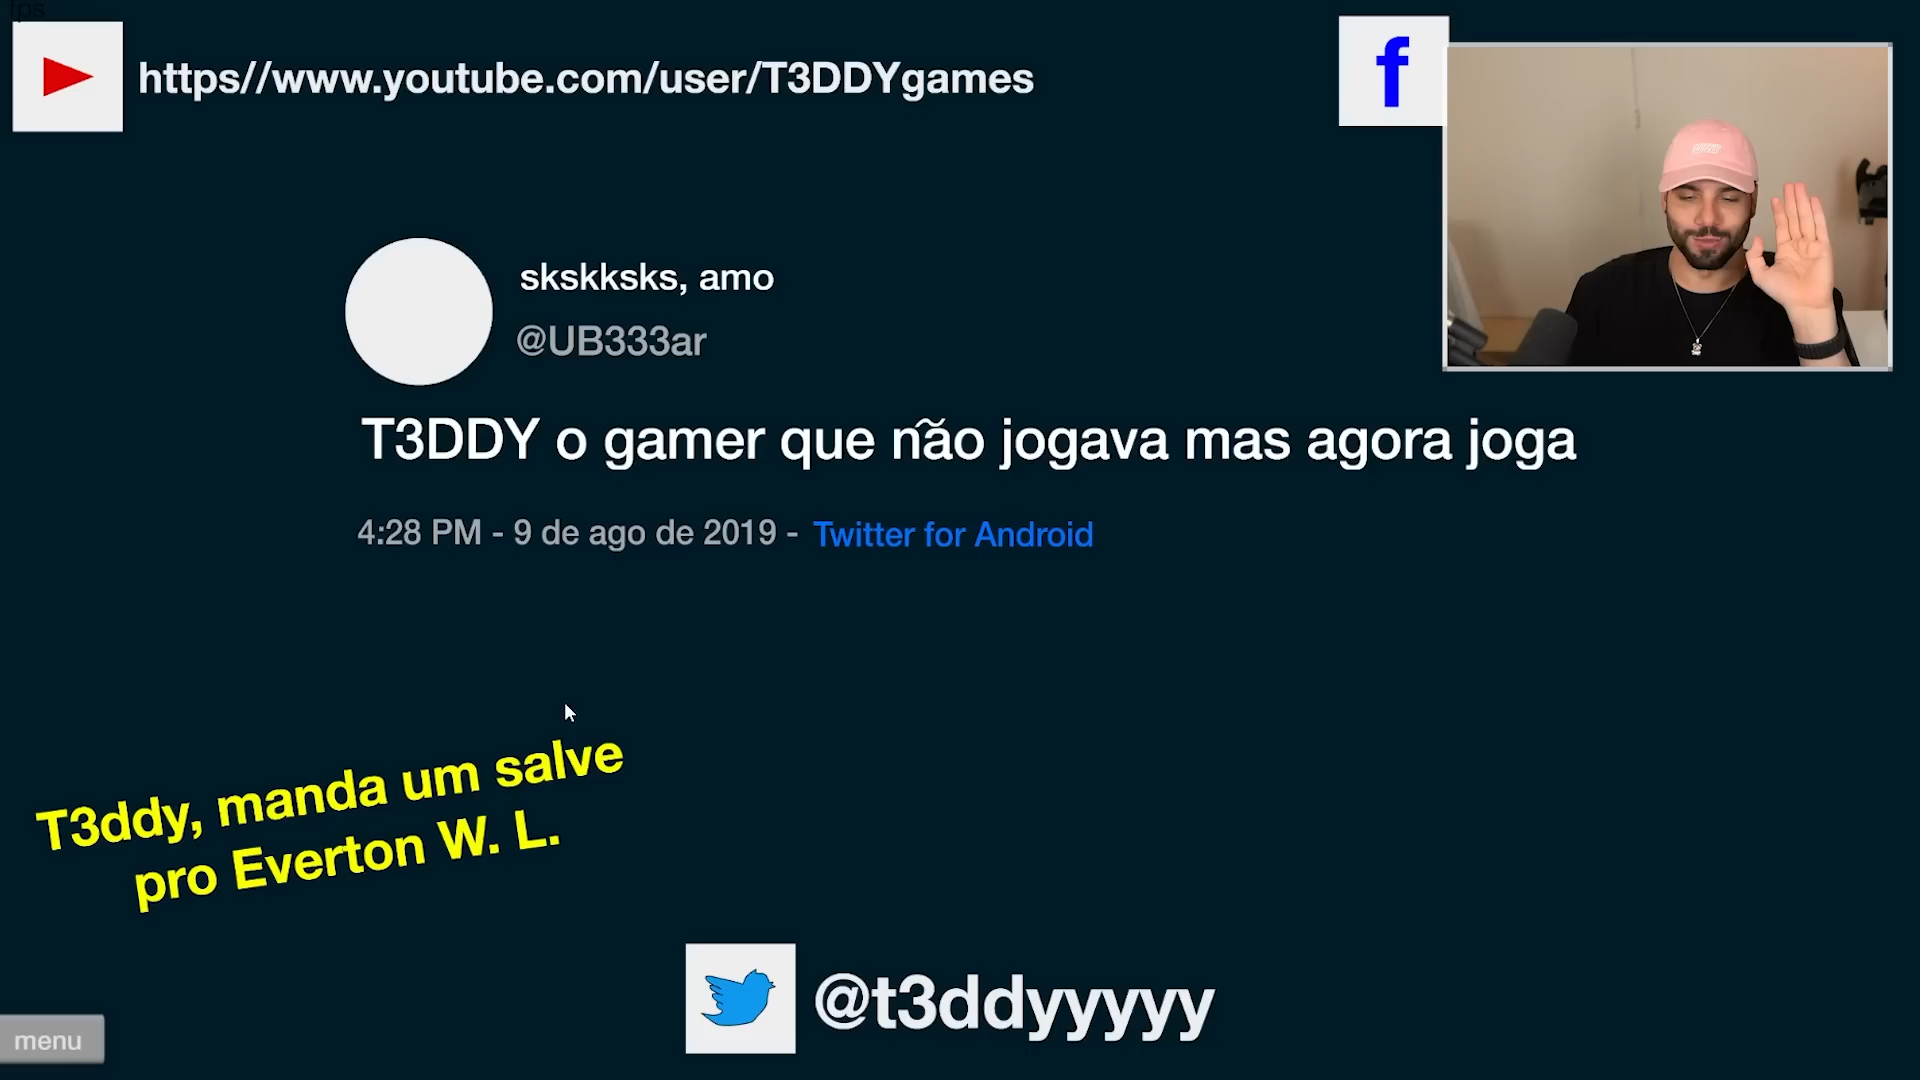 fps
https//www.youtube.com/user/T3DDYgames
f
skskksks, amo
@UB333ar
T3DDY o gamer que não jogava mas agora joga
4:28 PM - 9 de ago de 2019 - Twitter for Android
T3ddy, manda um salve
pro Everton W. L.
@t3ddyyyyy
menu